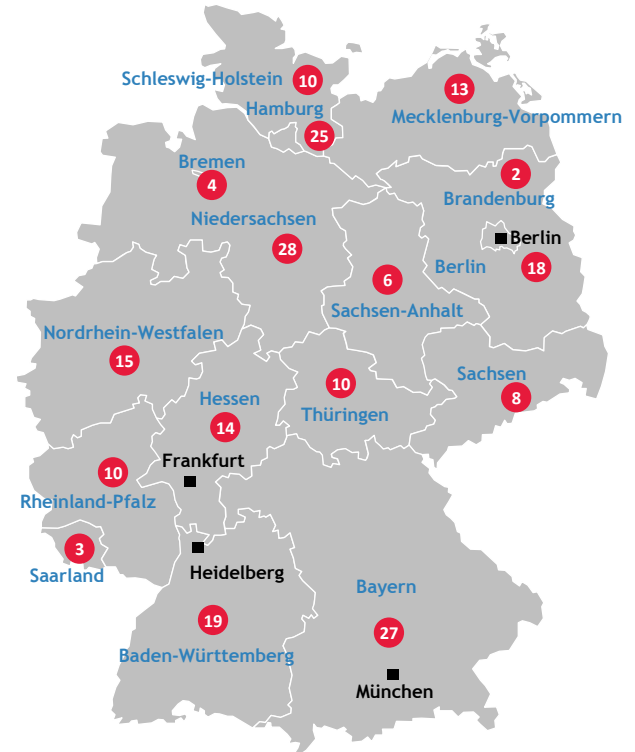 Schleswig-Holstein
10
13
Hamburg
25
Mecklenburg-Vorpommern
Bremen
4
2
Brandenburg
Niedersachsen
28
Berlin
Berlin
18
6
Sachsen-Anhalt
Nordrhein-Westfalen
15
Sachsen
8
10
Thüringen
Hessen
14
Frankfurt
10
Rheinland-Pfalz
3
Saarland
Heidelberg
Bayern
19
27
Baden-Württemberg
München